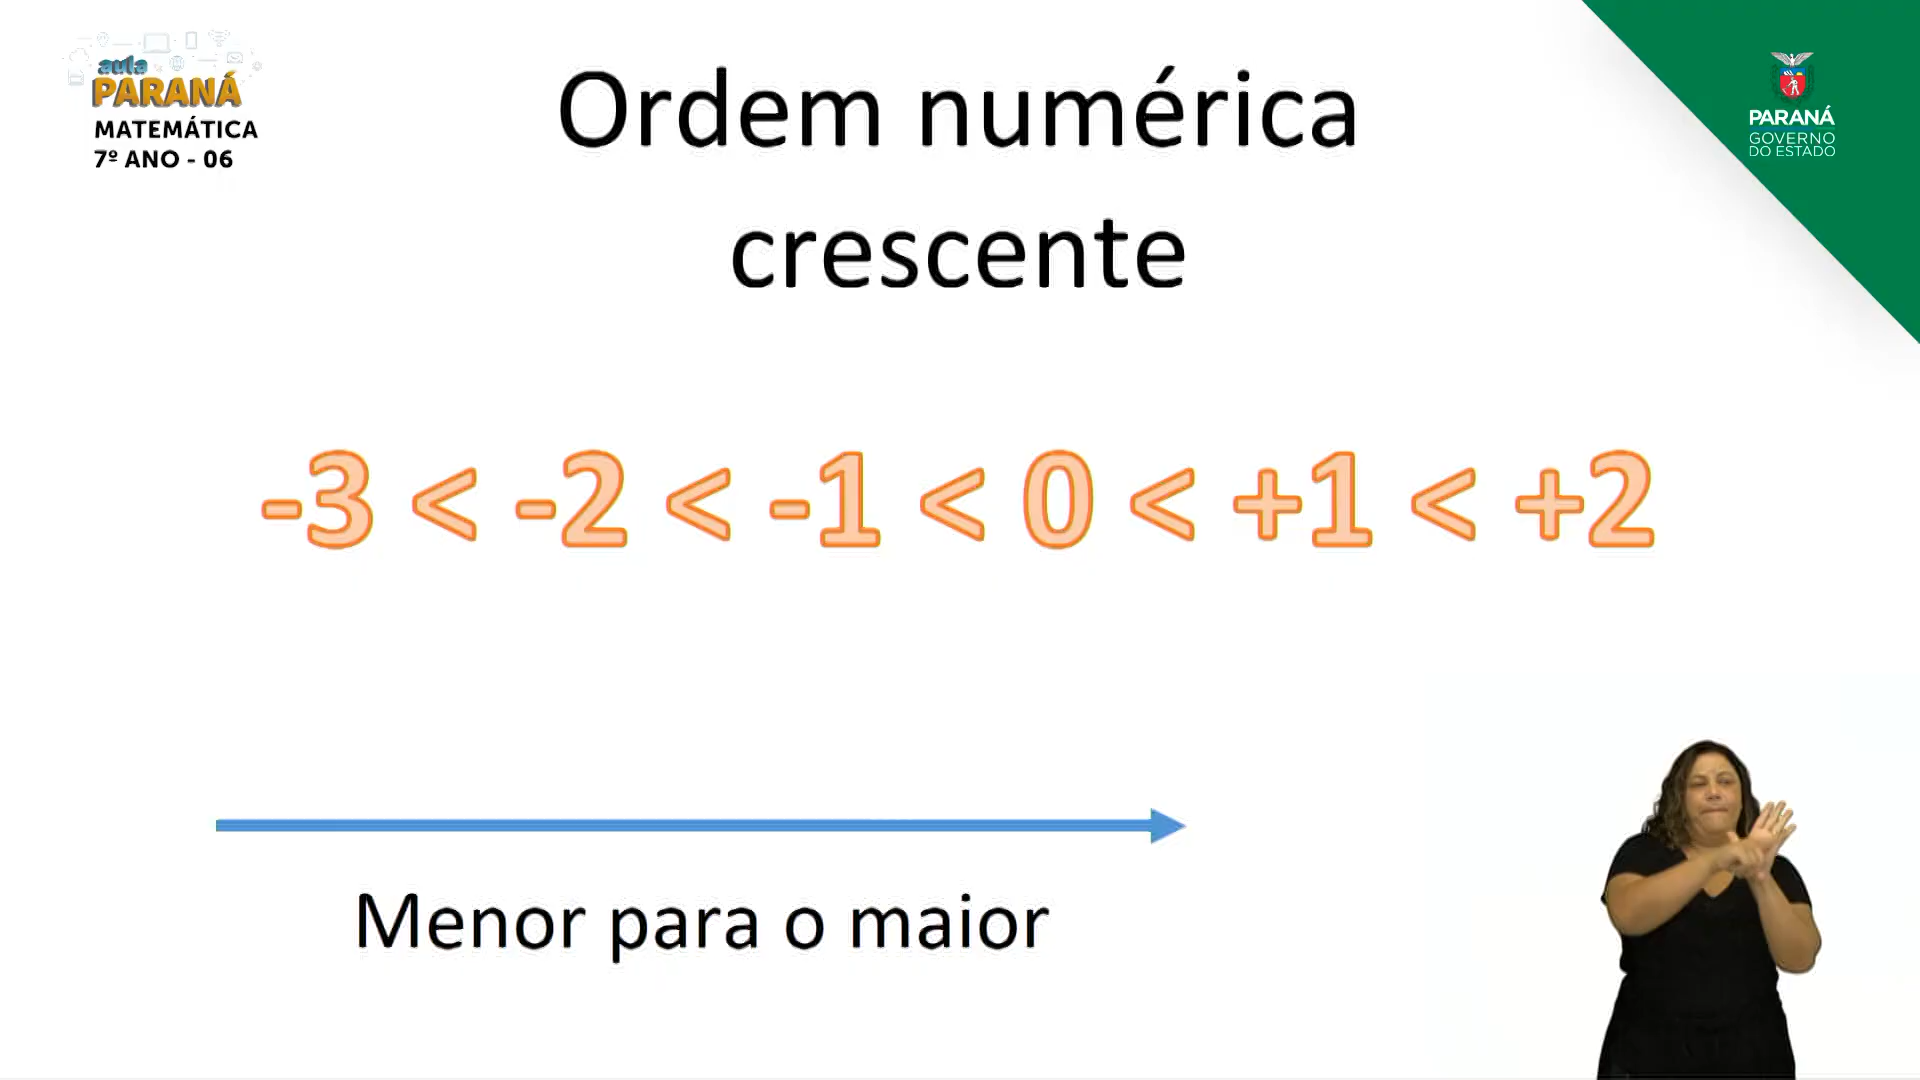 aula
PARANÁ
MATEMÁTICA
7º ANO - 06
Ordem numérica
crescente
PARANÁ
GOVERNO
DO ESTADO
-3 < -2 < -1 < 0 < +1 < +2
Menor para o maior